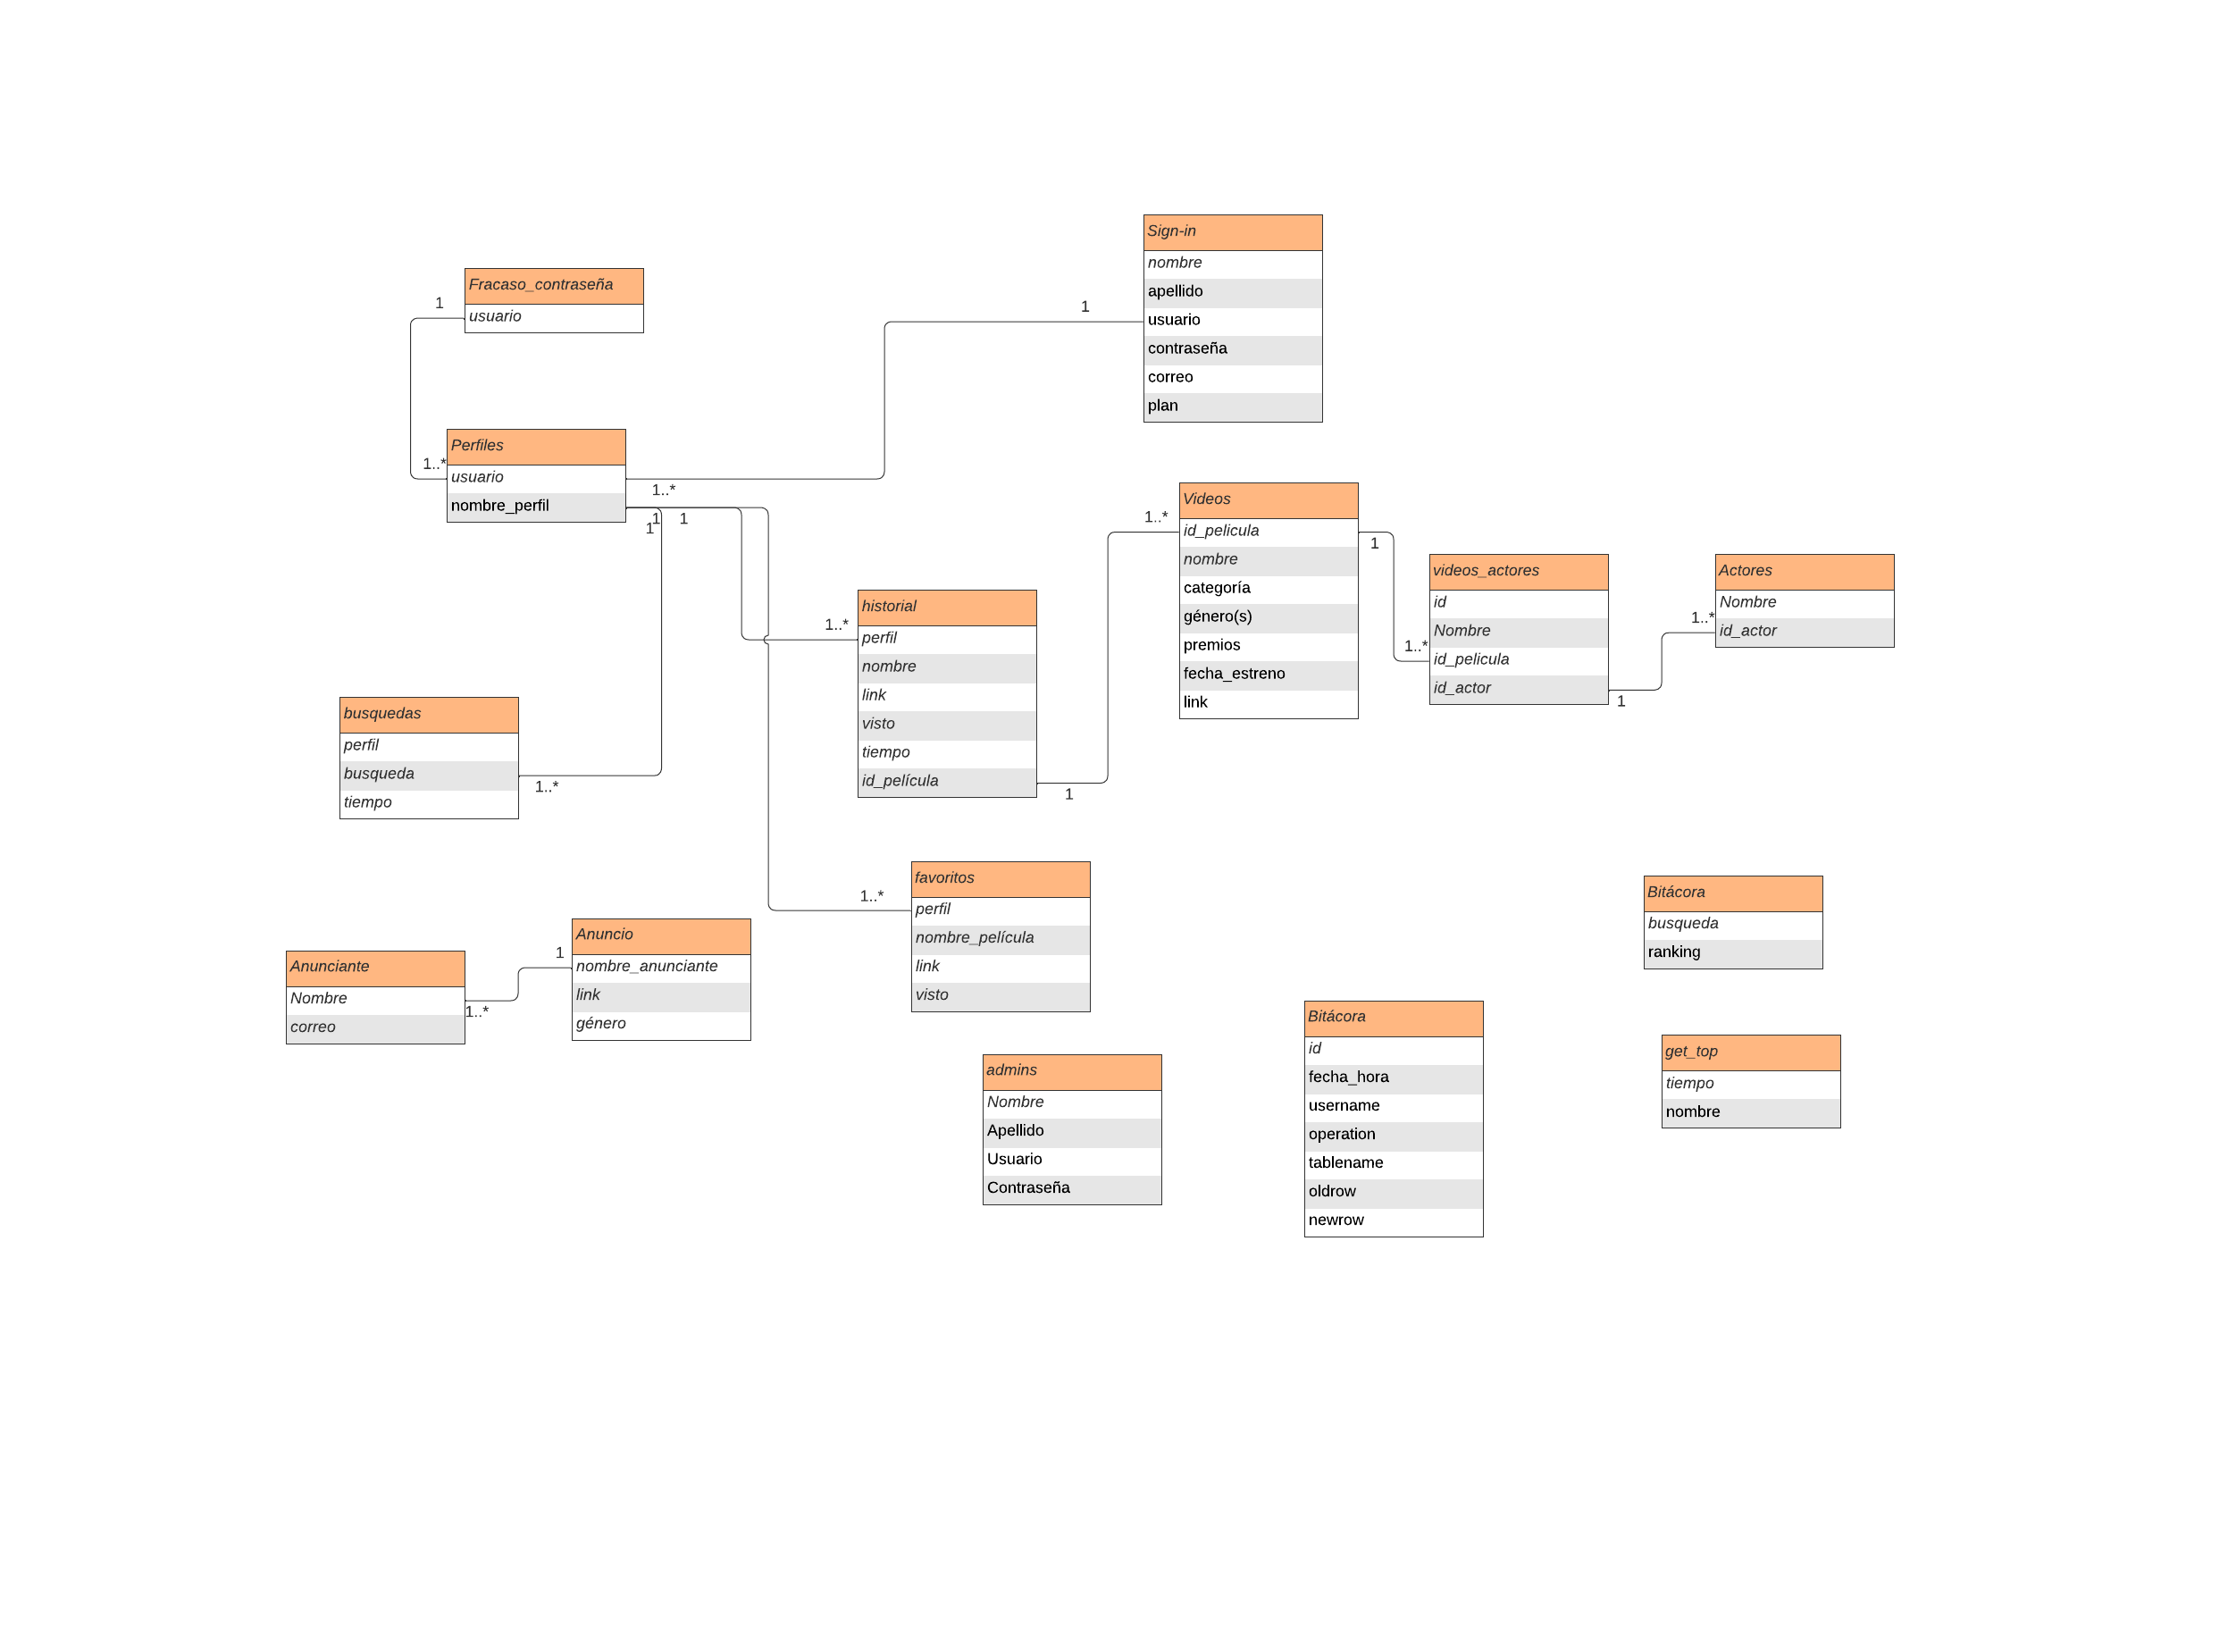 Sign-in
nombre
apellido
usuario
contraseña
correo
plan
1
Fracaso_contraseña
usuario
1
Perfiles
usuario
nombre_perfil
1..*
1..*
1
1
1
Videos
id_pelicula
nombre
categoría
género(s)
premios
fecha_estreno
link
1..*
1
videos_actores
id
Nombre
id_pelicula
id_actor
1..*
1
Actores
Nombre
id_actor
1..*
historial
perfil
nombre
link
visto
tiempo
id_película
1..*
1
busquedas
perfil
busqueda
tiempo
1..*
favoritos
perfil
nombre_película
link
visto
1..*
Bitácora
busqueda
ranking
Anuncio
nombre_anunciante
link
género
1
Anunciante
Nombre
correo
1..*
Bitácora
id
fecha_hora
username
operation
tablename
oldrow
newrow
get_top
tiempo
nombre
admins
Nombre
Apellido
Usuario
Contraseña